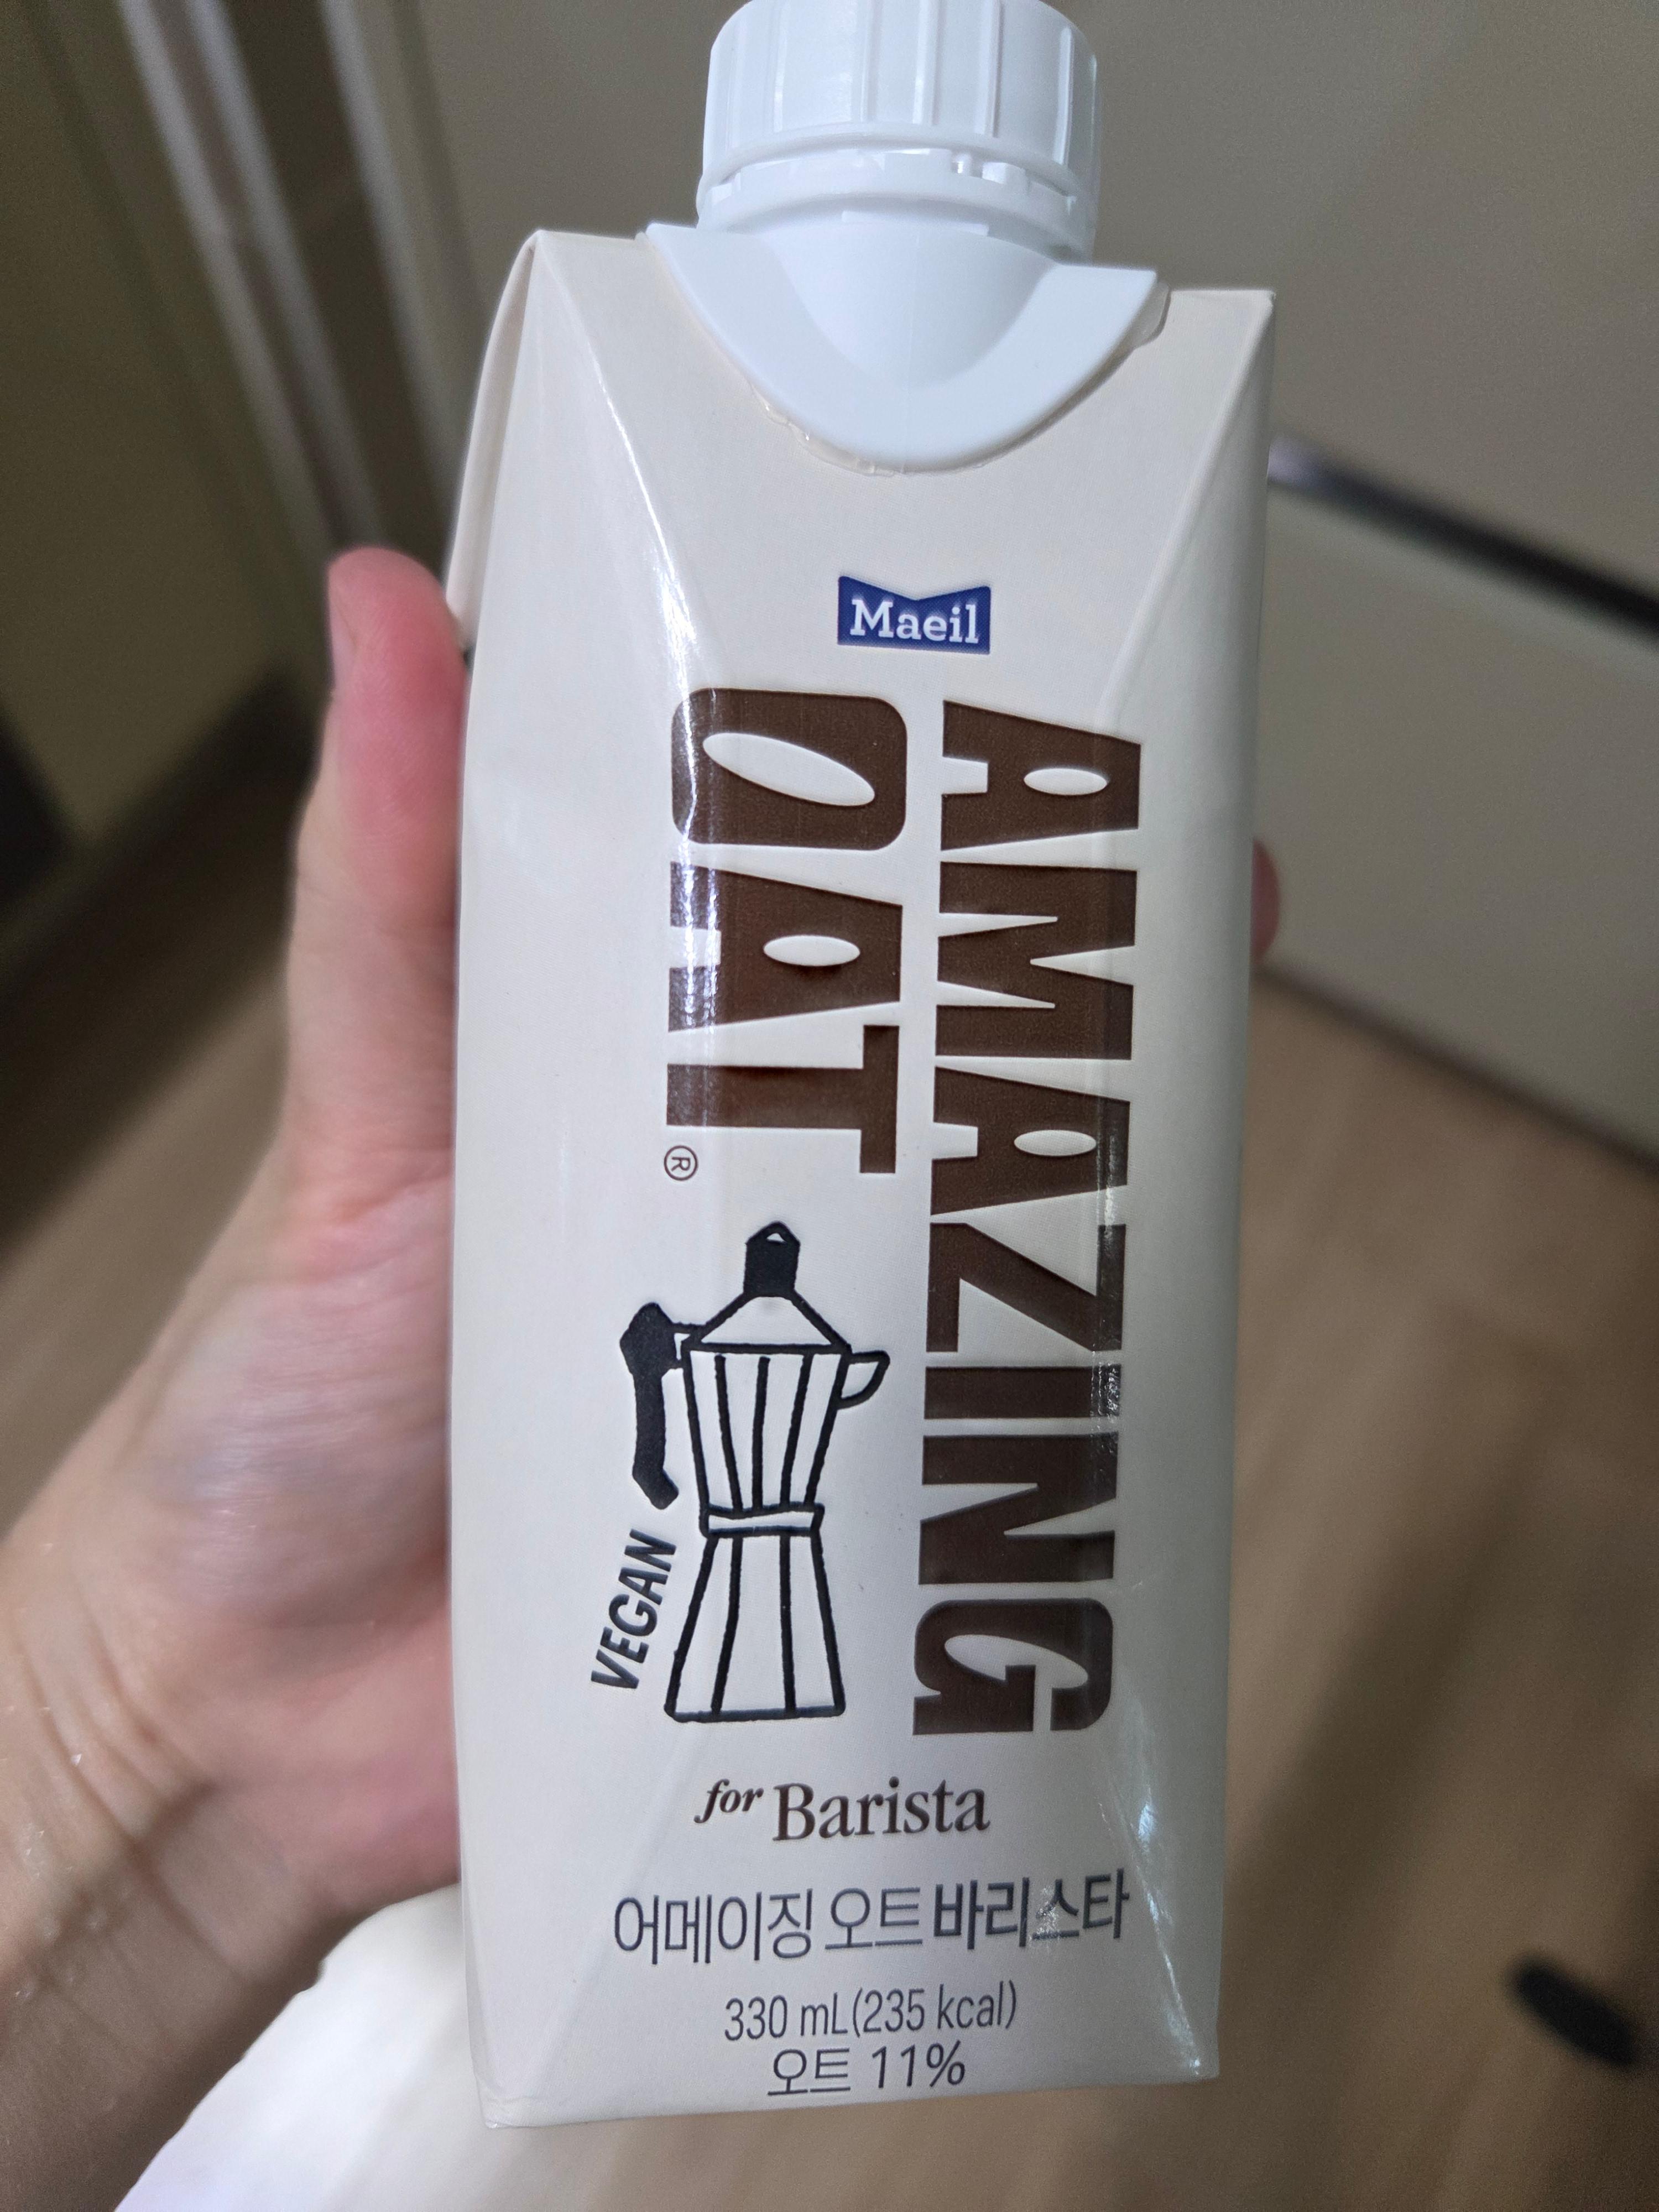 Maeil
AMAZING
OAT®
VEGAN
for Barista
어메이징 오트 바리스타
330 mL(235 kcal)
오트 11%